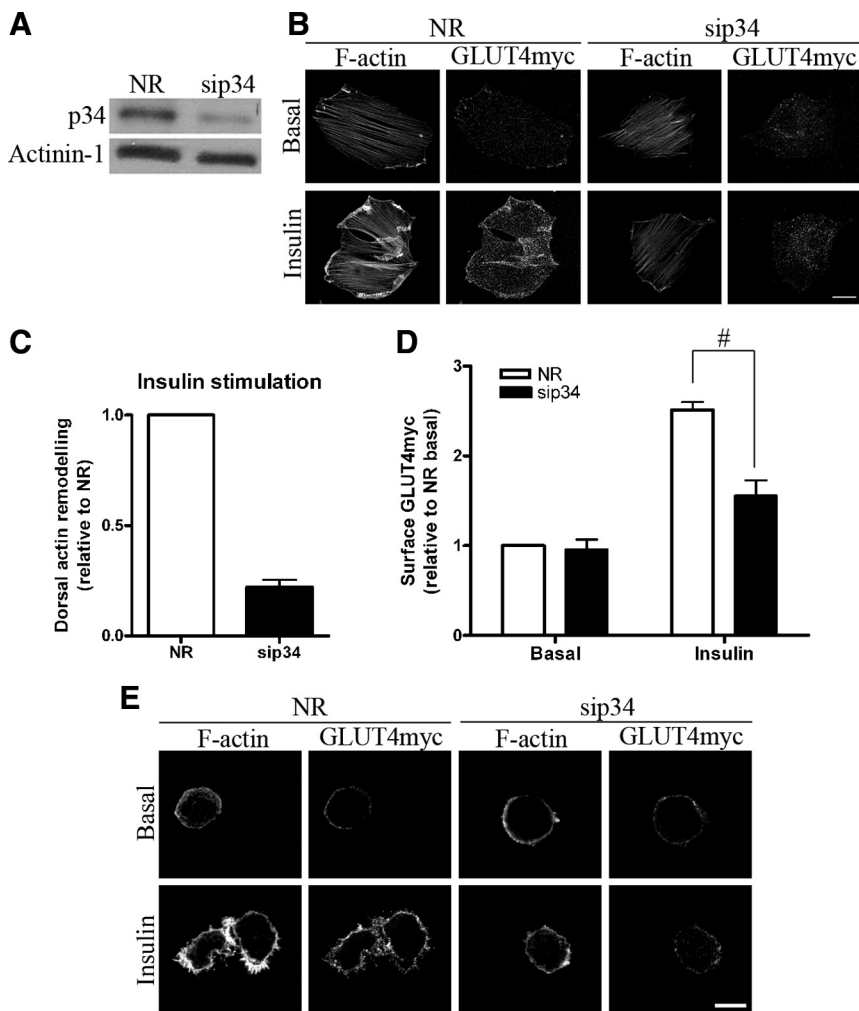 A
NR sip34
p34
Actinin-1
B
NR sip34
F-actin GLUT4myc F-actin GLUT4myc
Basal
Insulin
C
Insulin stimulation
Dorsal actin remodelling
(relative to NR)
1.0
0.5
0.0
NR sip34
D
Surface GLUT4myc
(relative to NR basal)
3
2
1
0
NR
sip34
#
Basal Insulin
E
NR sip34
F-actin GLUT4myc F-actin GLUT4myc
Basal
Insulin